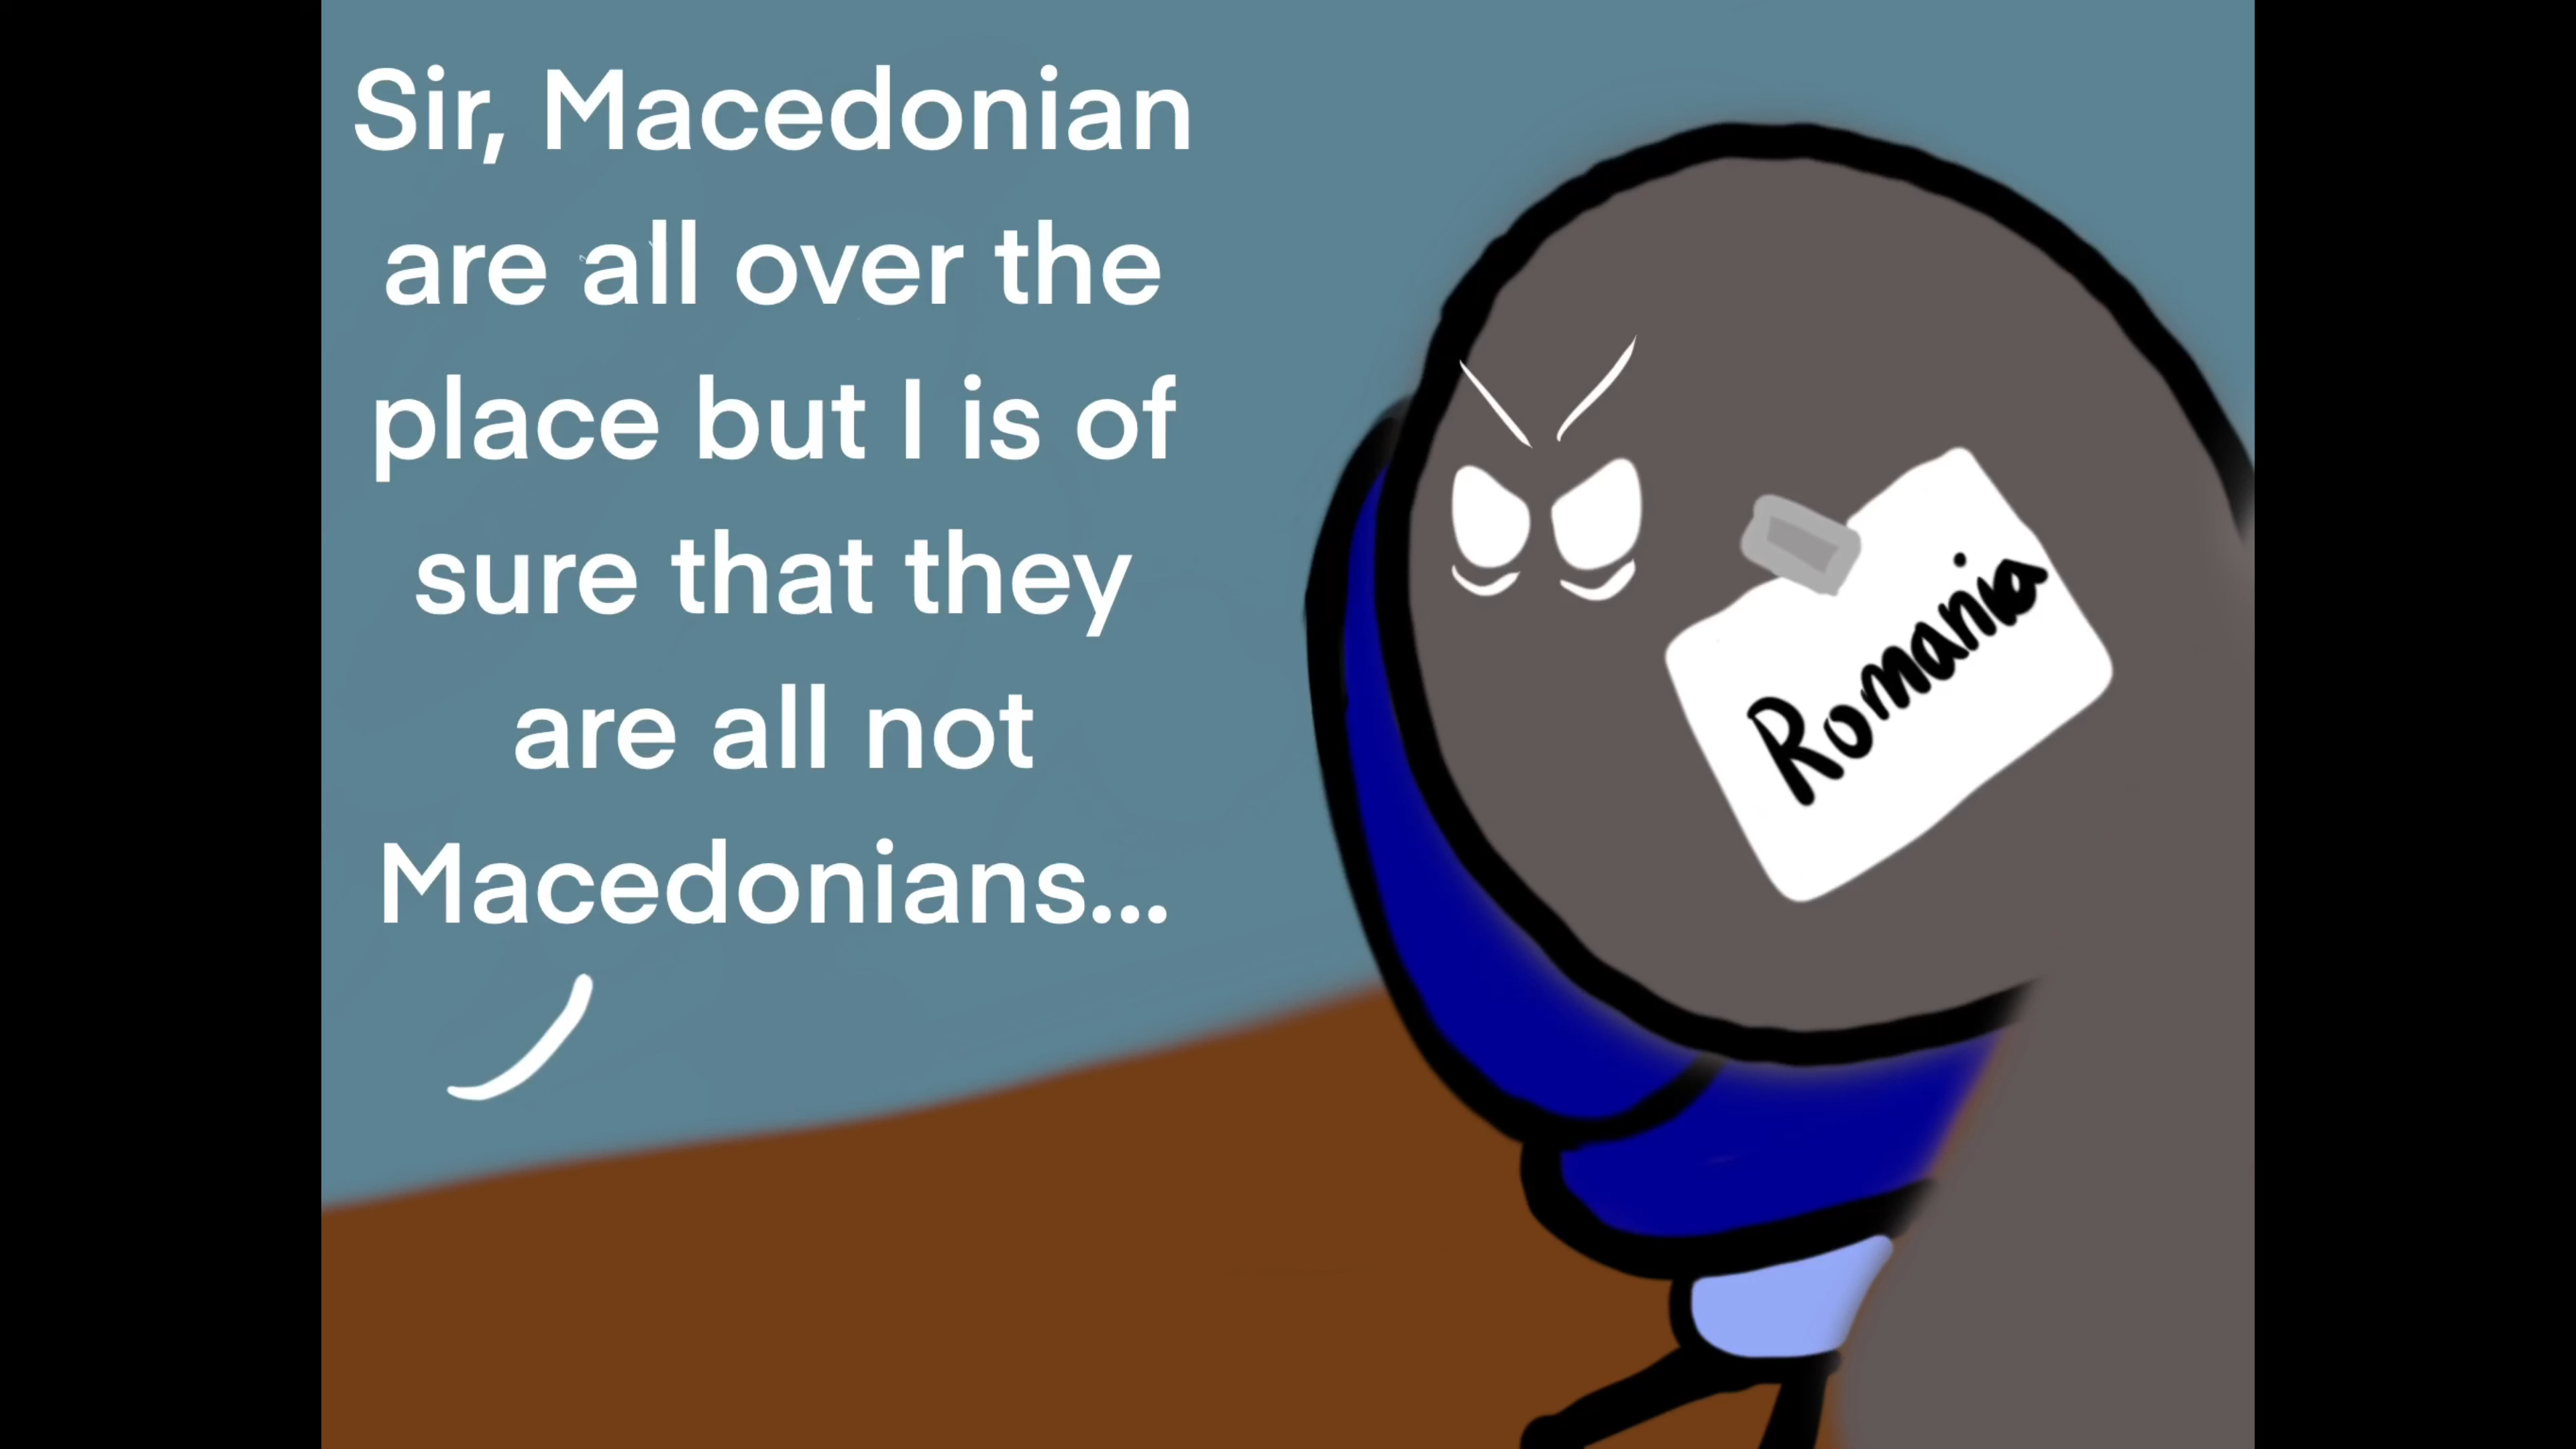 Sir, Macedonian
are all over the
place but I is of
sure that they
are all not
Macedonians...
Romania